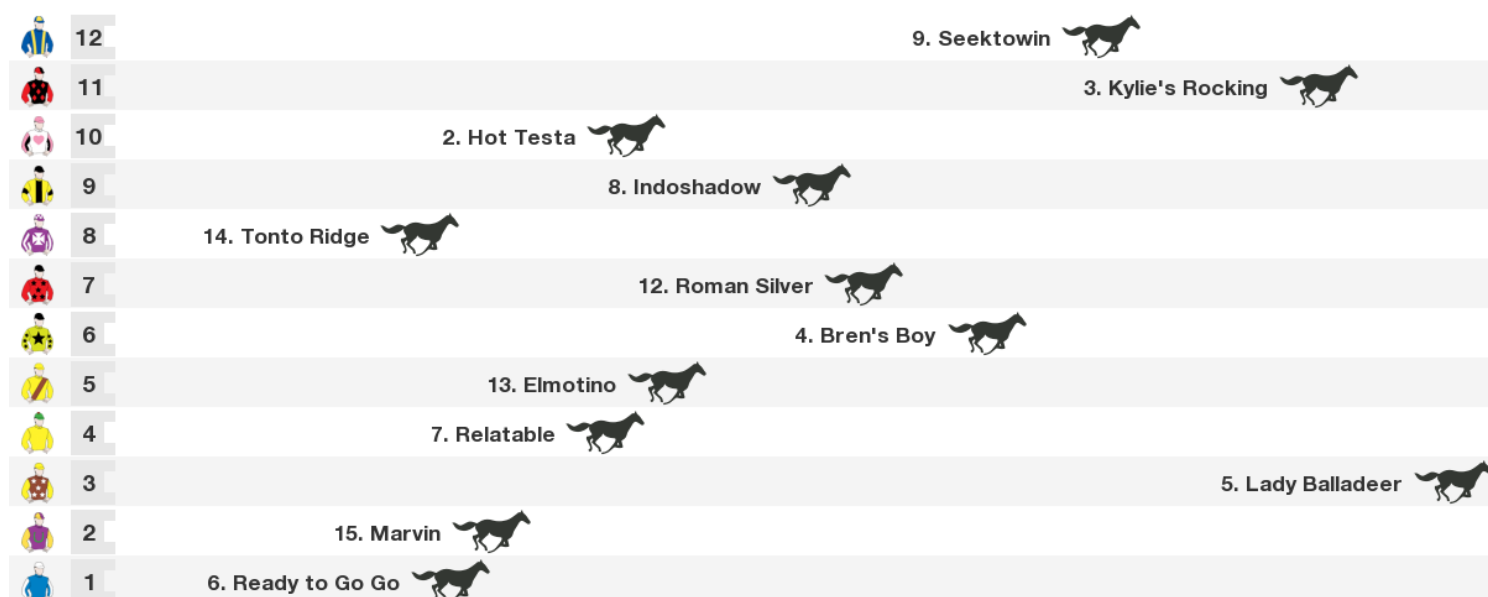 12 9. Seektowin
11 3. Kylie's Rocking
10 2. Hot Testa
9 8. Indoshadow
8 14. Tonto Ridge
7 12. Roman Silver
6 4. Bren's Boy
5 13. Elmotino
4 7. Relatable
3 5. Lady Balladeer
2 15. Marvin
1 6. Ready to Go Go